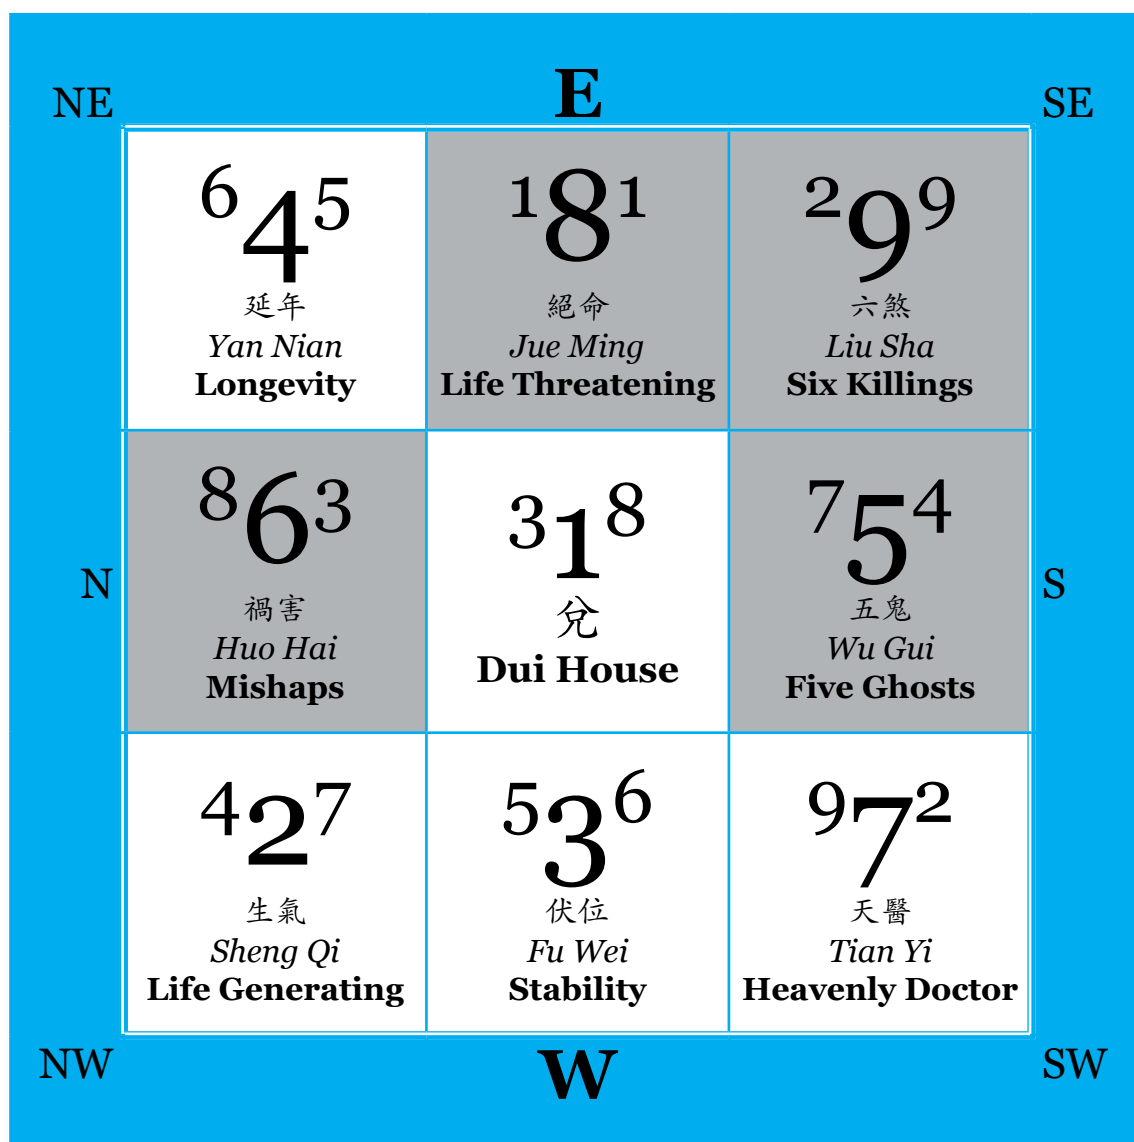 NE E SE
6 4 5
延年
Yan Nian
Longevity
1 8 1
絕命
Jue Ming
Life Threatening
2 9 9
六煞
Liu Sha
Six Killings
N
8 6 3
禍害
Huo Hai
Mishaps
3 1 8
兌
Dui House
7 5 4
五鬼
Wu Gui
Five Ghosts
S
4 2 7
生氣
Sheng Qi
Life Generating
5 3 6
伏位
Fu Wei
Stability
9 7 2
天醫
Tian Yi
Heavenly Doctor
NW W SW